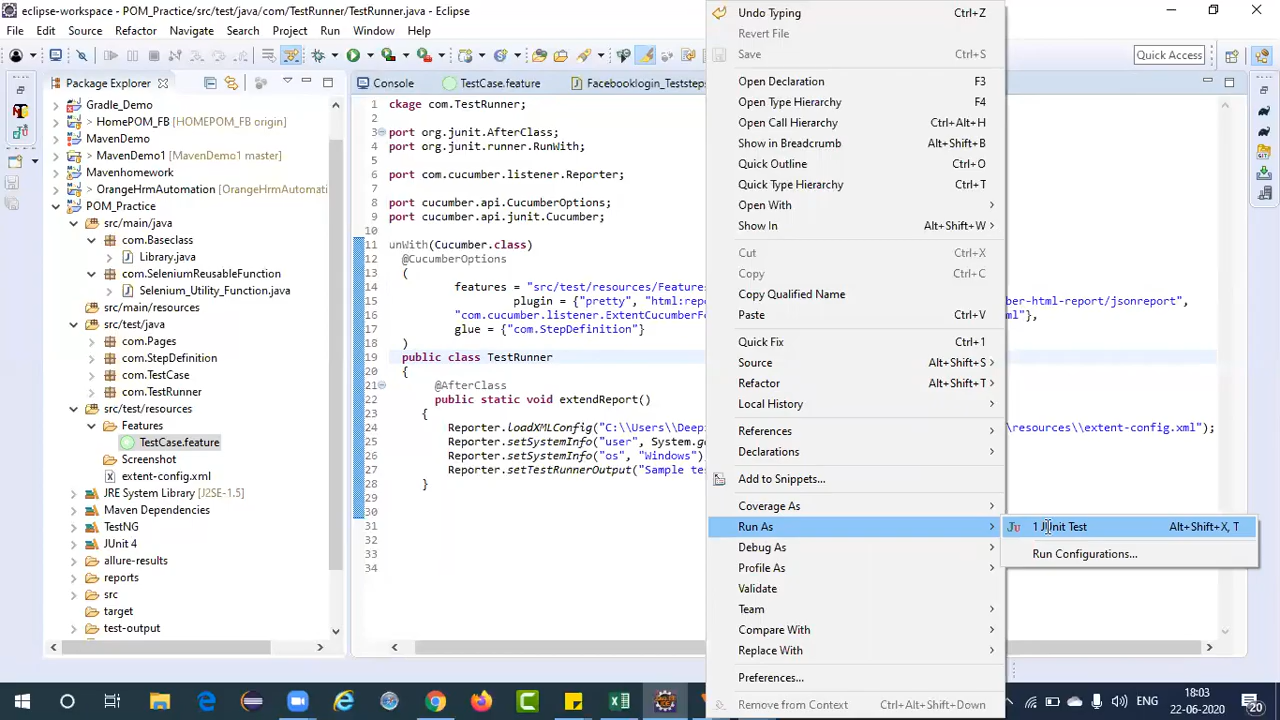 eclipse-workspace - POM_Practice/src/test/java/com/TestRunner/TestRunner.java - Eclipse
File Edit Source Refactor Navigate Search Project Run Window Help
Quick Access
Package Explorer
Gradle_Demo
> HomePOM_FB [HOMEPOM_FB origin]
MavenDemo
> MavenDemo1 [MavenDemo1 master]
Mavenhomework
> OrangeHrmAutomation [OrangeHrmAutomati
POM_Practice
src/main/java
com.Baseclass
Library.java
com.SeleniumReusableFunction
Selenium_Utility_Function.java
src/main/resources
src/test/java
com.Pages
com.StepDefinition
com.TestCase
com.TestRunner
src/test/resources
Features
TestCase.feature
Screenshot
extent-config.xml
JRE System Library [J2SE-1.5]
Maven Dependencies
TestNG
JUnit 4
allure-results
reports
src
target
test-output
Console TestCase.feature Facebooklogin_Teststeps
1 ckage com.TestRunner;
2
3 port org.junit.AfterClass;
4 port org.junit.runner.RunWith;
5
6 port com.cucumber.listener.Reporter;
7
8 port cucumber.api.CucumberOptions;
9 port cucumber.api.junit.Cucumber;
10
11 unWith(Cucumber.class)
12 @CucumberOptions
13 (
14 features = "src/test/resources/Features
15 plugin = {"pretty", "html:repo ber-html-report/jsonreport",
16 "com.cucumber.listener.ExtentCucumberFo ml"},
17 glue = {"com.StepDefinition"}
18 )
19 public class TestRunner
20 {
21 @AfterClass
22 public static void extendReport()
23 {
24 Reporter.loadXMLConfig("C:\\Users\\Deep \resources\\extent-config.xml");
25 Reporter.setSystemInfo("user", System.ge
26 Reporter.setSystemInfo("os", "Windows")
27 Reporter.setTestRunnerOutput("Sample te
28 }
29
30
31
32
33
34
Undo Typing Ctrl+Z
Revert File
Save Ctrl+S
Open Declaration F3
Open Type Hierarchy F4
Open Call Hierarchy Ctrl+Alt+H
Show in Breadcrumb Alt+Shift+B
Quick Outline Ctrl+O
Quick Type Hierarchy Ctrl+T
Open With
Show In Alt+Shift+W
Cut Ctrl+X
Copy Ctrl+C
Copy Qualified Name
Paste Ctrl+V
Quick Fix Ctrl+1
Source Alt+Shift+S
Refactor Alt+Shift+T
Local History
References
Declarations
Add to Snippets...
Coverage As
Run As
Debug As
Profile As
Validate
Team
Compare With
Replace With
Preferences...
Remove from Context Ctrl+Alt+Shift+Down
1 JUnit Test Alt+Shift+X, T
Run Configurations...
ENG
18:03
22-06-2020
20